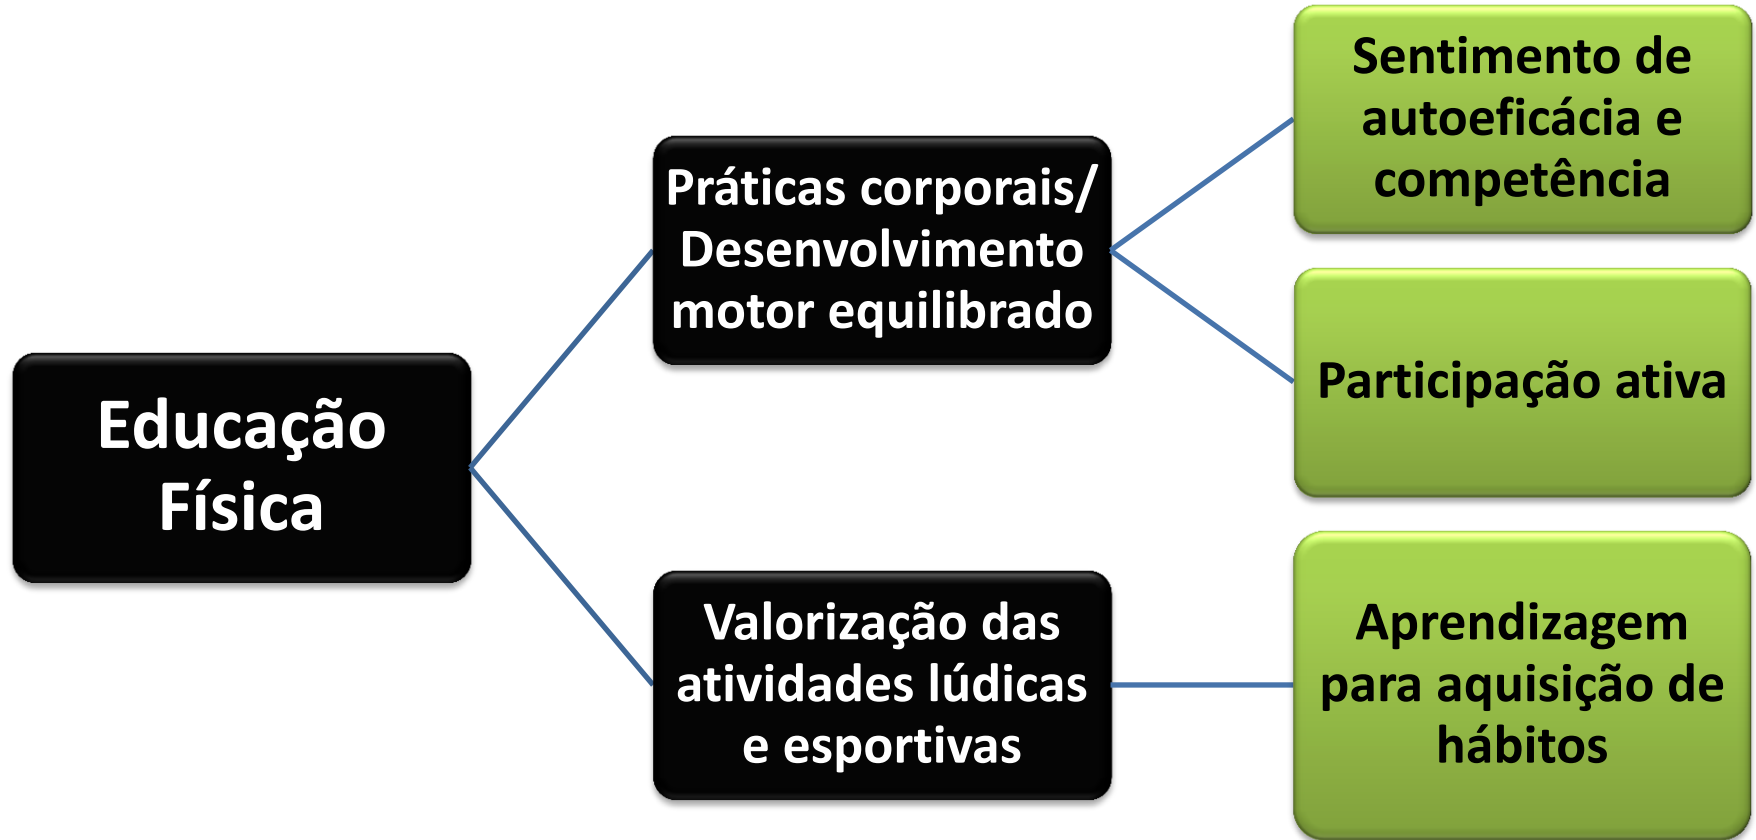 Educação
Física
Práticas corporais/
Desenvolvimento
motor equilibrado
Sentimento de
autoeficácia e
competência
Participação ativa
Valorização das
atividades lúdicas
e esportivas
Aprendizagem
para aquisição de
hábitos